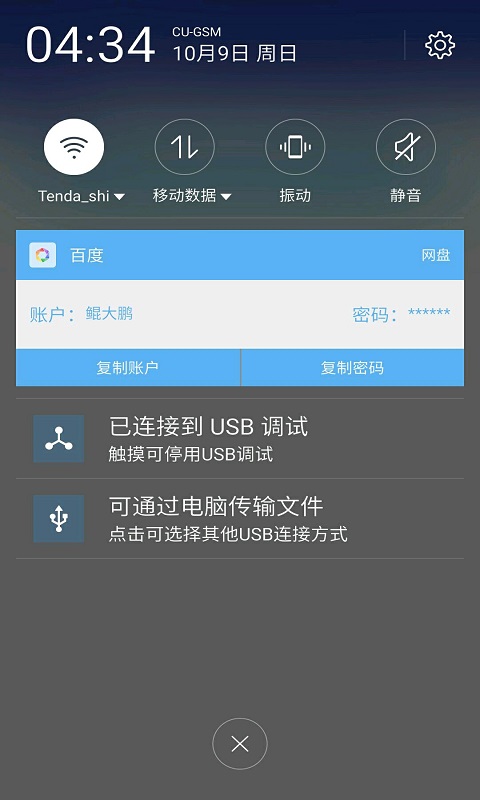 04:34
CU-GSM
10月9日 周日
Tenda_shi
移动数据
振动
静音
百度
网盘
账户：鲲大鹏
密码：******
复制账户
复制密码
已连接到 USB 调试
触摸可停用USB调试
可通过电脑传输文件
点击可选择其他USB连接方式